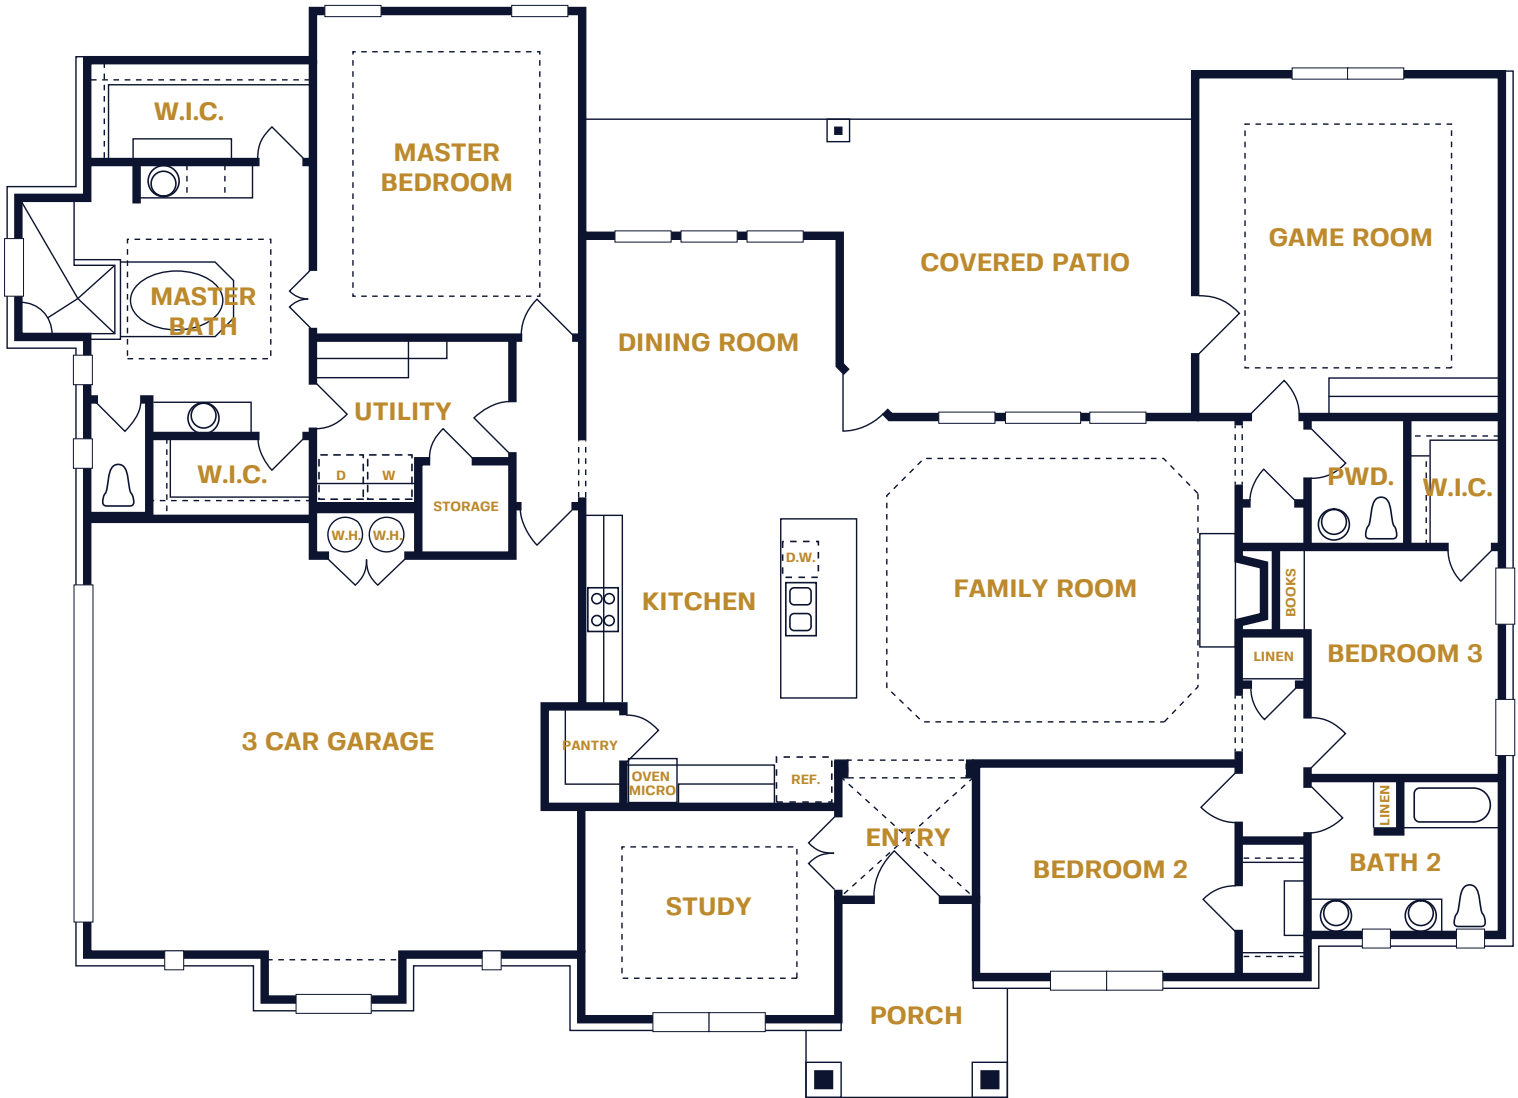 W.I.C.
MASTER
BEDROOM
GAME ROOM
COVERED PATIO
MASTER
BATH
DINING ROOM
UTILITY
W.I.C.
D
W
STORAGE
PWD.
W.I.C.
W.H.
W.H.
D.W.
KITCHEN
FAMILY ROOM
BOOKS
LINEN
BEDROOM 3
3 CAR GARAGE
PANTRY
OVEN
MICRO
REF.
LINEN
ENTRY
BEDROOM 2
BATH 2
STUDY
PORCH